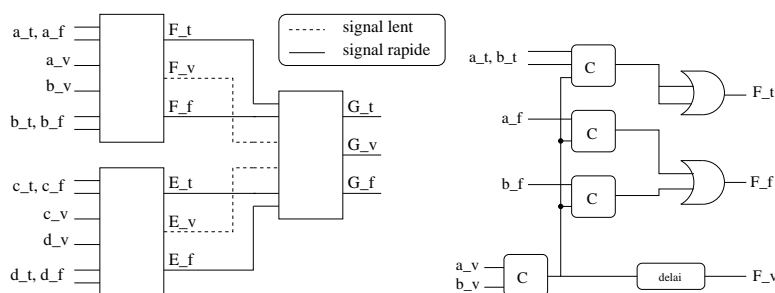 a_t, a_f
a_v
b_v
b_t, b_f
F_t
F_v
F_f
c_t, c_f
c_v
d_v
d_t, d_f
E_t
E_v
E_f
signal lent
signal rapide
G_t
G_v
G_f
a_t, b_t
C
F_t
a_f
C
b_f
C
F_f
a_v
b_v
C
delai
F_v